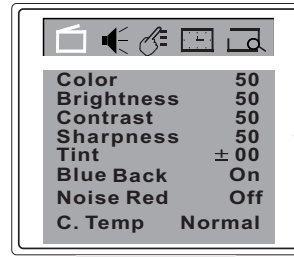 Color 50
Brightness 50
Contrast 50
Sharpness 50
Tint ± 00
Blue Back On
Noise Red Off
C. Temp Normal